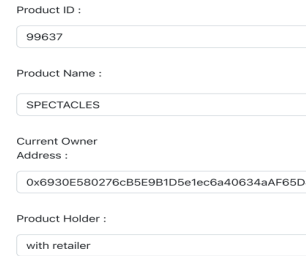 Product ID :
99637
Product Name :
SPECTACLES
Current Owner
Address :
0x6930E580276cB5E9B1D5e1ec6a40634aAF65D
Product Holder :
with retailer